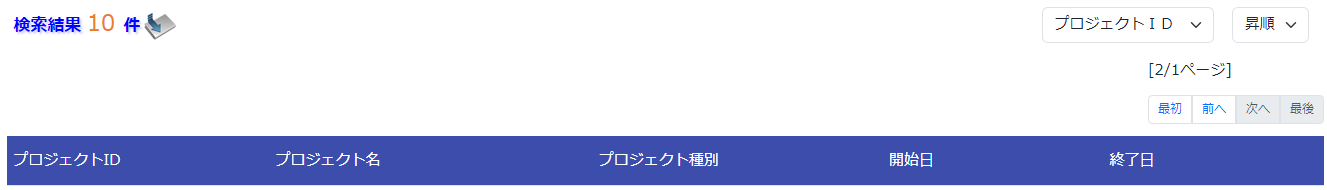 検索結果 10 件
プロジェクトＩＤ 昇順
[2/1ページ]
最初 前へ 次へ 最後
プロジェクトID プロジェクト名 プロジェクト種別 開始日 終了日